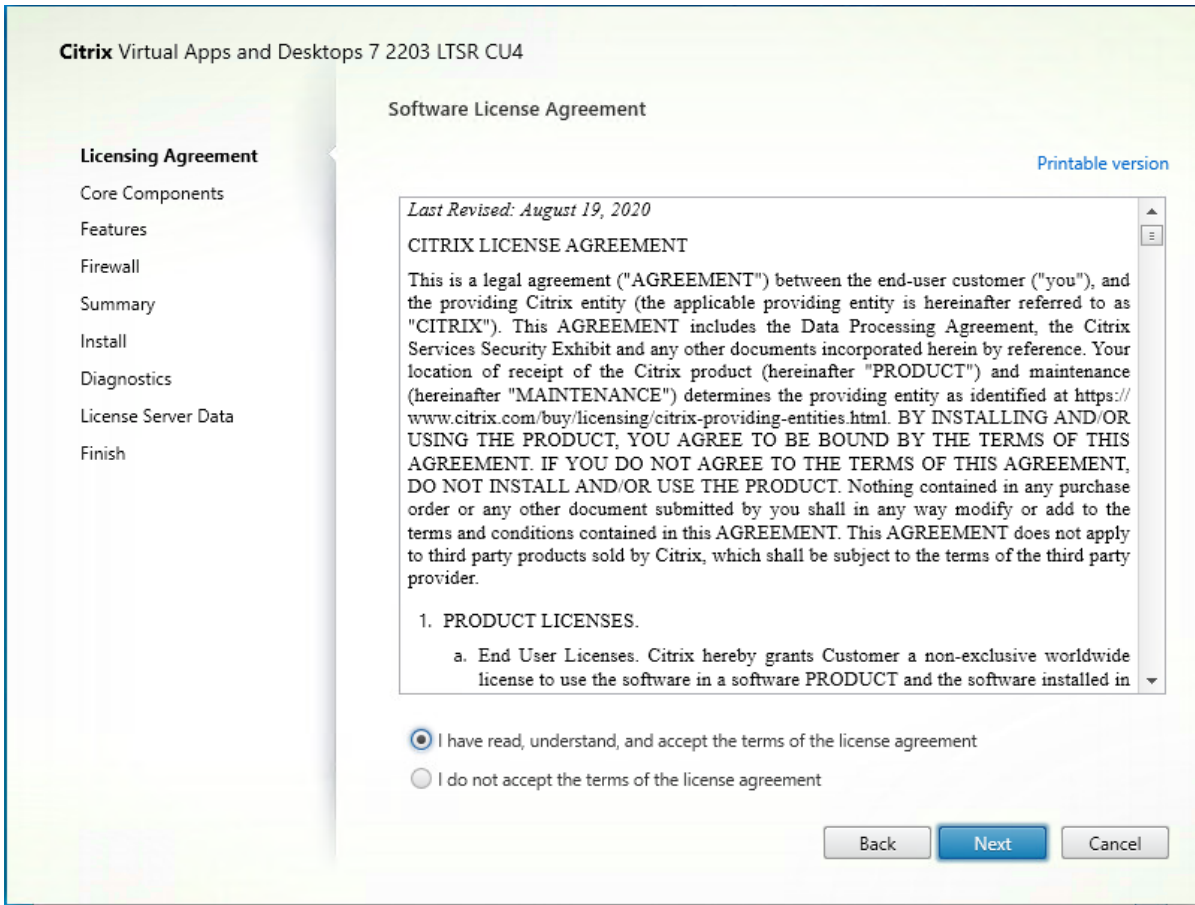 Citrix Virtual Apps and Desktops 7 2203 LTSR CU4
Licensing Agreement
Core Components
Features
Firewall
Summary
Install
Diagnostics
License Server Data
Finish
Software License Agreement
Printable version
Last Revised: August 19, 2020
CITRIX LICENSE AGREEMENT
This is a legal agreement ("AGREEMENT") between the end-user customer ("you"), and
the providing Citrix entity (the applicable providing entity is hereinafter referred to as
"CITRIX"). This AGREEMENT includes the Data Processing Agreement, the Citrix
Services Security Exhibit and any other documents incorporated herein by reference. Your
location of receipt of the Citrix product (hereinafter "PRODUCT") and maintenance
(hereinafter "MAINTENANCE") determines the providing entity as identified at https://
www.citrix.com/buy/licensing/citrix-providing-entities.html. BY INSTALLING AND/OR
USING THE PRODUCT, YOU AGREE TO BE BOUND BY THE TERMS OF THIS
AGREEMENT. IF YOU DO NOT AGREE TO THE TERMS OF THIS AGREEMENT,
DO NOT INSTALL AND/OR USE THE PRODUCT. Nothing contained in any purchase
order or any other document submitted by you shall in any way modify or add to the
terms and conditions contained in this AGREEMENT. This AGREEMENT does not apply
to third party products sold by Citrix, which shall be subject to the terms of the third party
provider.
1. PRODUCT LICENSES.
a. End User Licenses. Citrix hereby grants Customer a non-exclusive worldwide
license to use the software in a software PRODUCT and the software installed in
I have read, understand, and accept the terms of the license agreement
I do not accept the terms of the license agreement
Back Next Cancel